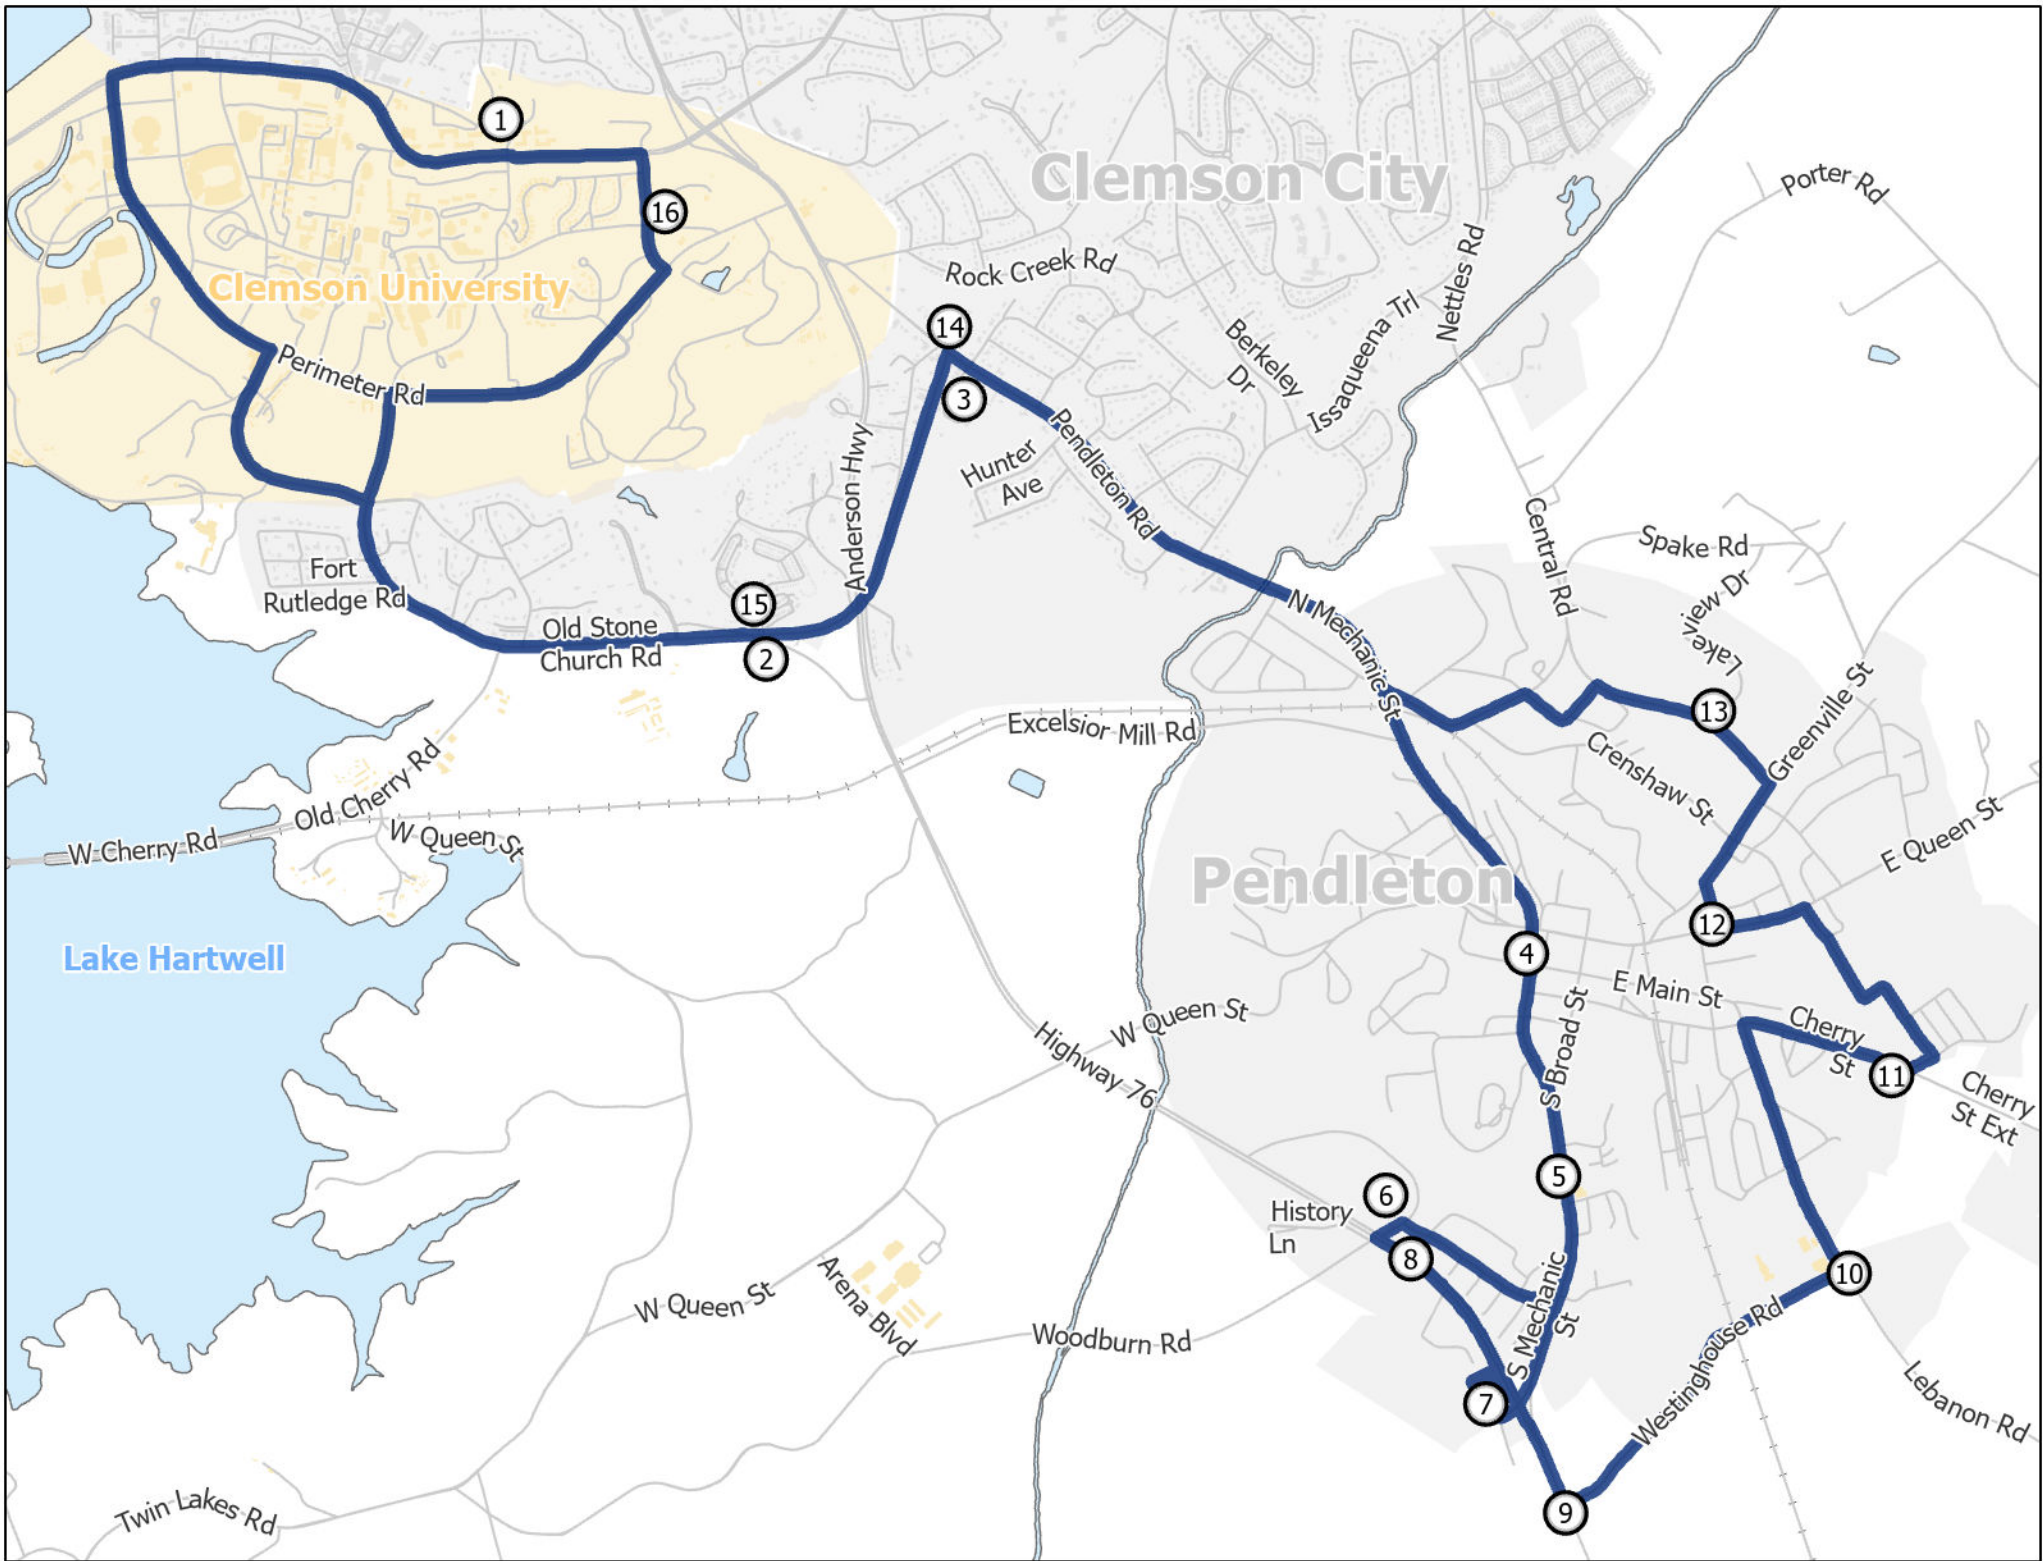 1
Clemson City
Porter Rd
16
Nettles Rd
Rock Creek Rd
Clemson University
Issaqueena Trl
14
Berkeley
Dr
Perimeter Rd
3
Pendleton Rd
Anderson Hwy
Hunter
Ave
Central Rd
Spake Rd
Fort
Rutledge Rd
Lakeview Dr
15
N Mechanic St
Old Stone
Church Rd
2
Greenville St
13
Excelsior Mill Rd
Crenshaw St
Old Cherry Rd
W Cherry Rd
W Queen St
E Queen St
Pendleton
12
Lake Hartwell
4
E Main St
S Broad St
W Queen St
Cherry
St
Highway 76
11
Cherry
St Ext
5
6
History
Ln
8
10
Arena Blvd
W Queen St
S Mechanic
St
Woodburn Rd
Westinghouse Rd
7
Lebanon Rd
9
Twin Lakes Rd